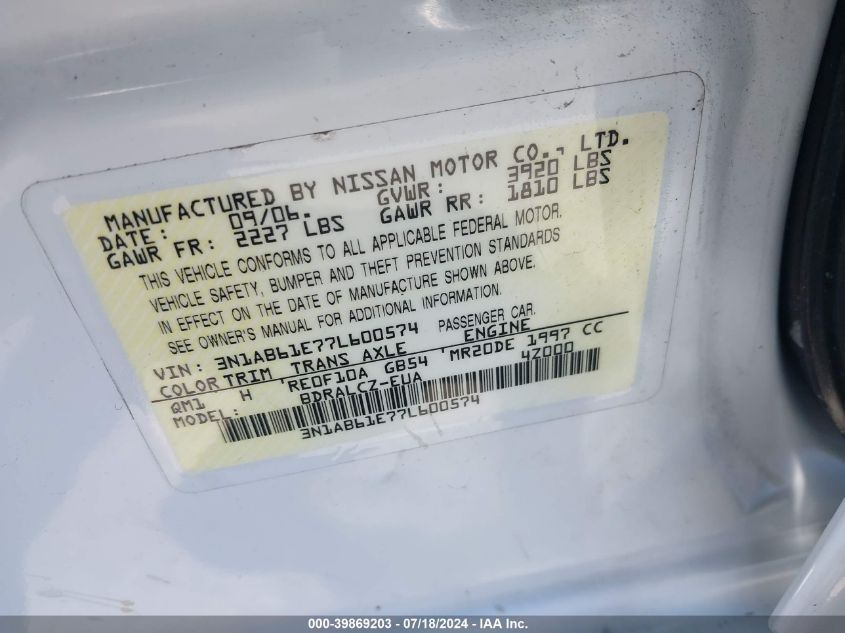 MANUFACTURED BY NISSAN MOTOR CO., LTD.
DATE: 09/06. GVWR: 3920 LBS
GAWR FR: 2227 LBS GAWR RR: 1810 LBS
THIS VEHICLE CONFORMS TO ALL APPLICABLE FEDERAL MOTOR
VEHICLE SAFETY, BUMPER AND THEFT PREVENTION STANDARDS
IN EFFECT ON THE DATE OF MANUFACTURE SHOWN ABOVE.
SEE OWNER'S MANUAL FOR ADDITIONAL INFORMATION.
VIN: 3N1AB61E77L600574 PASSENGER CAR.
COLOR TRIM TRANS AXLE ENGINE
QM1 H RE0F10A GB54 MR20DE 1997 CC
MODEL: BDRALCZ-EUA 4Z000
3N1AB61E77L600574
000-39869203 - 07/18/2024 - IAA Inc.